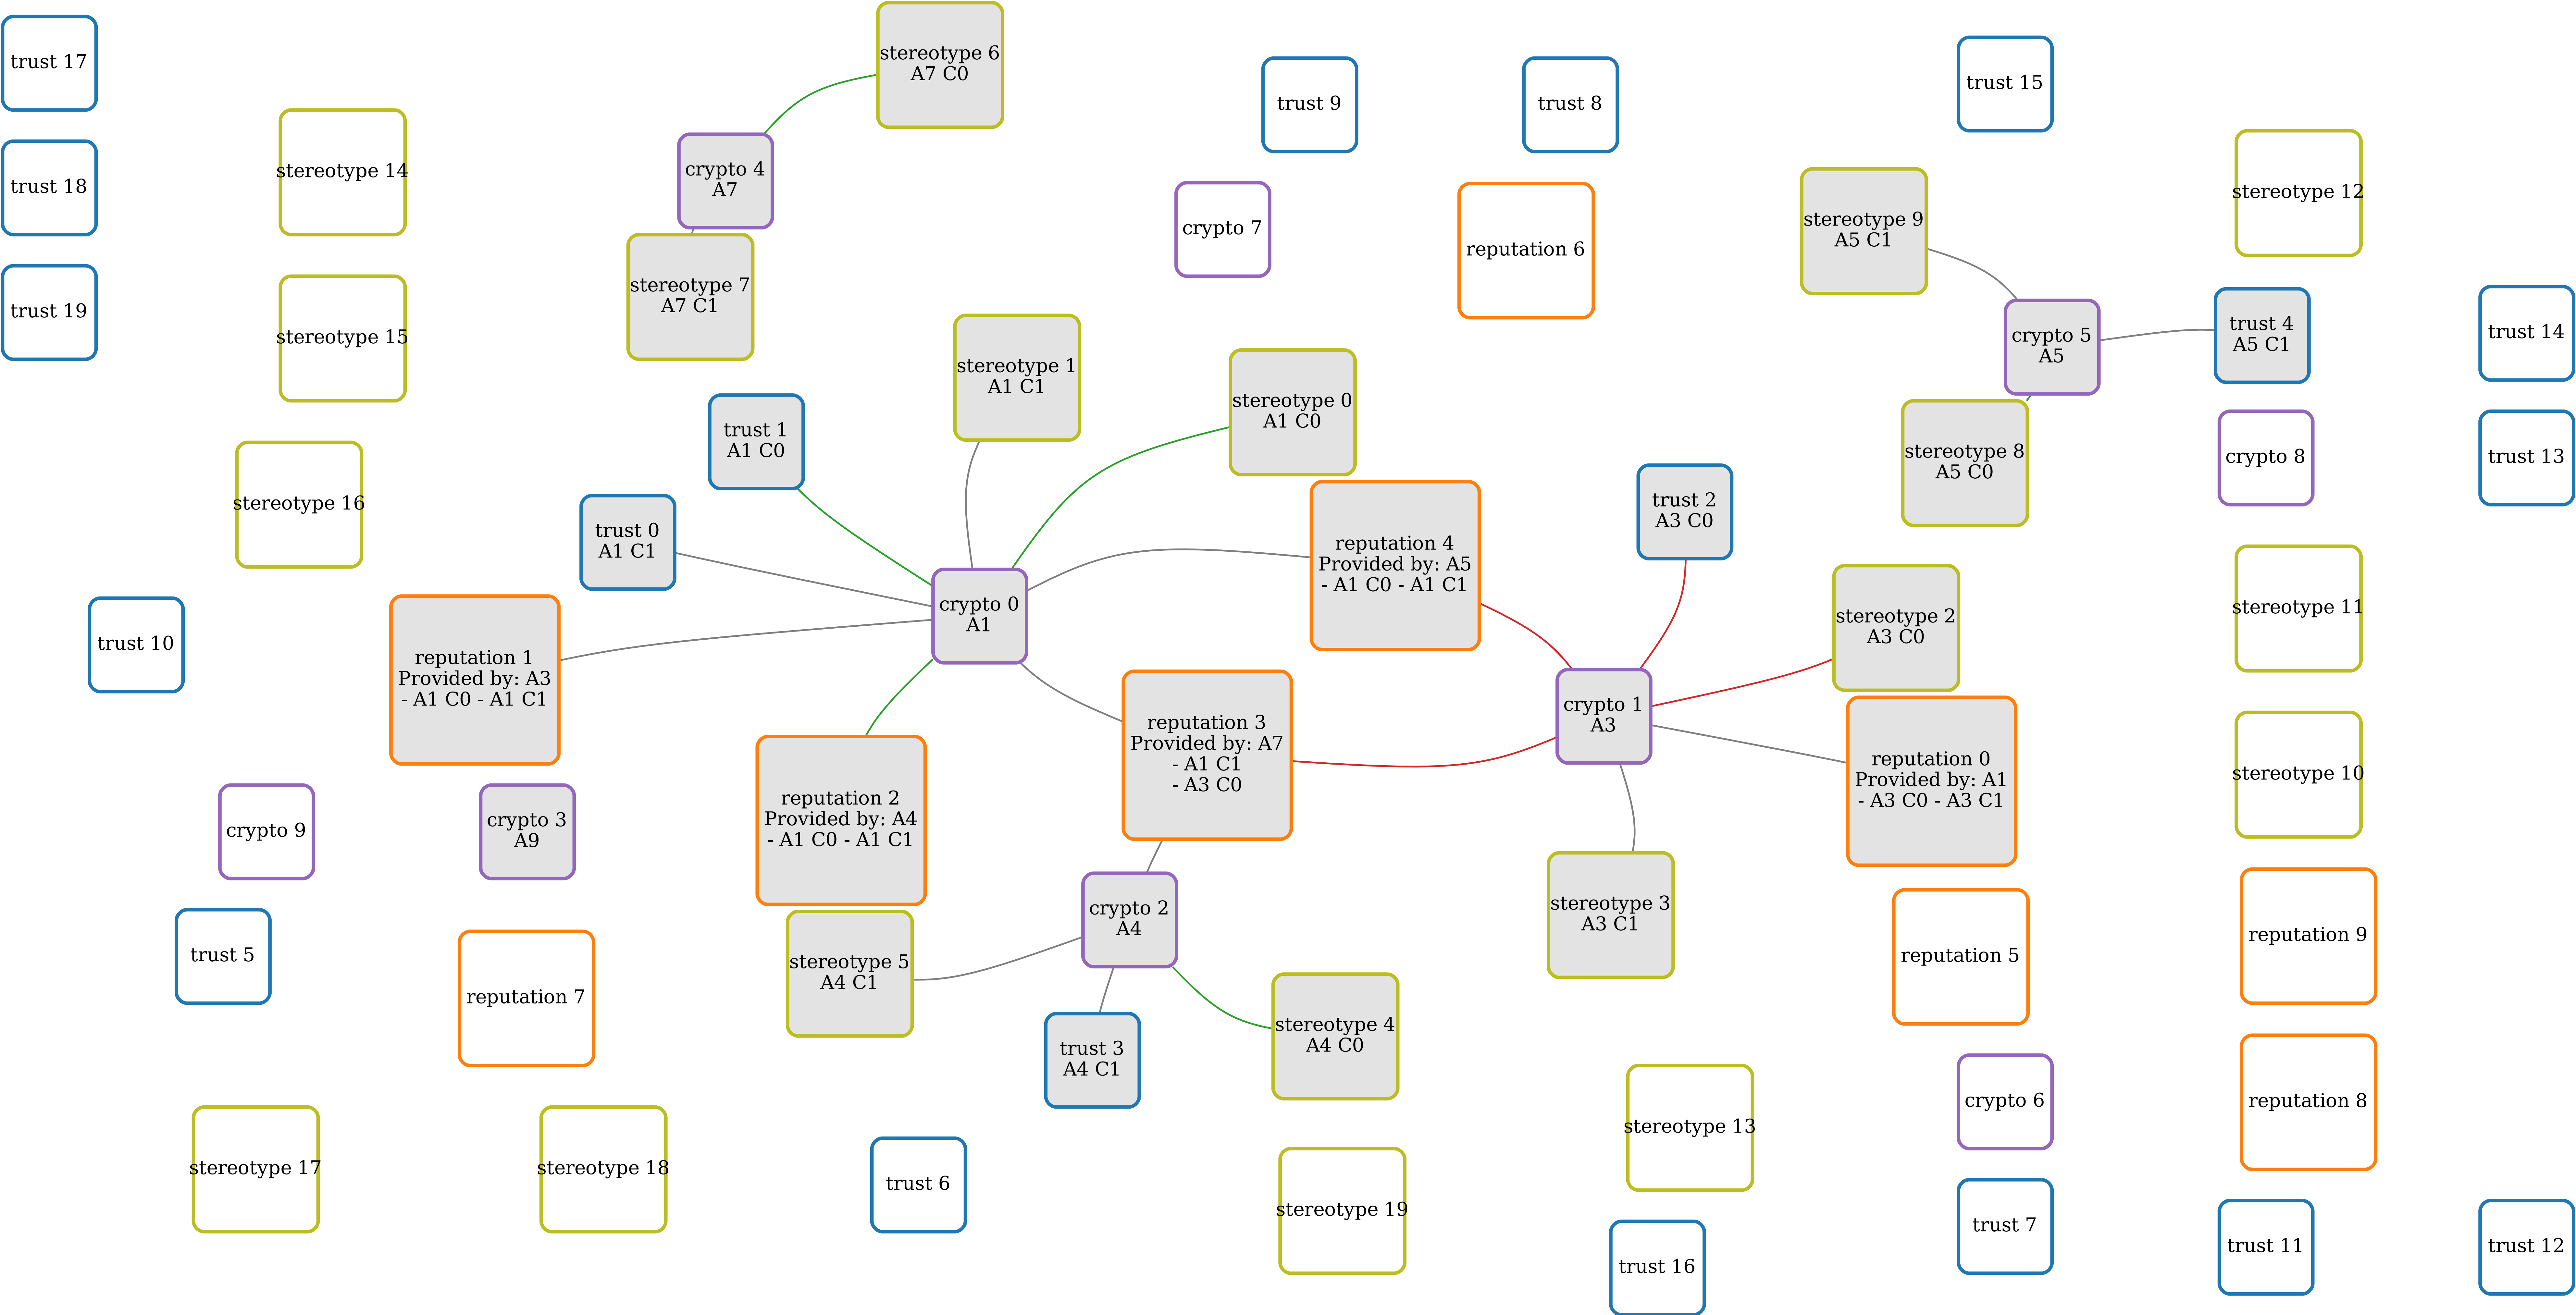 trust 17
stereotype 6
A7 C0
trust 9
trust 8
trust 15
trust 18
stereotype 14
crypto 4
A7
crypto 7
reputation 6
stereotype 9
A5 C1
stereotype 12
trust 19
stereotype 15
stereotype 7
A7 C1
crypto 5
A5
trust 4
A5 C1
trust 14
stereotype 1
A1 C1
stereotype 0
A1 C0
trust 1
A1 C0
stereotype 8
A5 C0
crypto 8
trust 13
stereotype 16
trust 0
A1 C1
reputation 4
Provided by: A5
- A1 C0 - A1 C1
trust 2
A3 C0
trust 10
reputation 1
Provided by: A3
- A1 C0 - A1 C1
crypto 0
A1
stereotype 2
A3 C0
stereotype 11
reputation 3
Provided by: A7
- A1 C1
- A3 C0
crypto 1
A3
reputation 0
Provided by: A1
- A3 C0 - A3 C1
stereotype 10
crypto 9
crypto 3
A9
reputation 2
Provided by: A4
- A1 C0 - A1 C1
crypto 2
A4
stereotype 3
A3 C1
trust 5
reputation 7
stereotype 5
A4 C1
reputation 5
reputation 9
trust 3
A4 C1
stereotype 4
A4 C0
stereotype 13
crypto 6
reputation 8
stereotype 17
stereotype 18
trust 6
stereotype 19
trust 16
trust 7
trust 11
trust 12